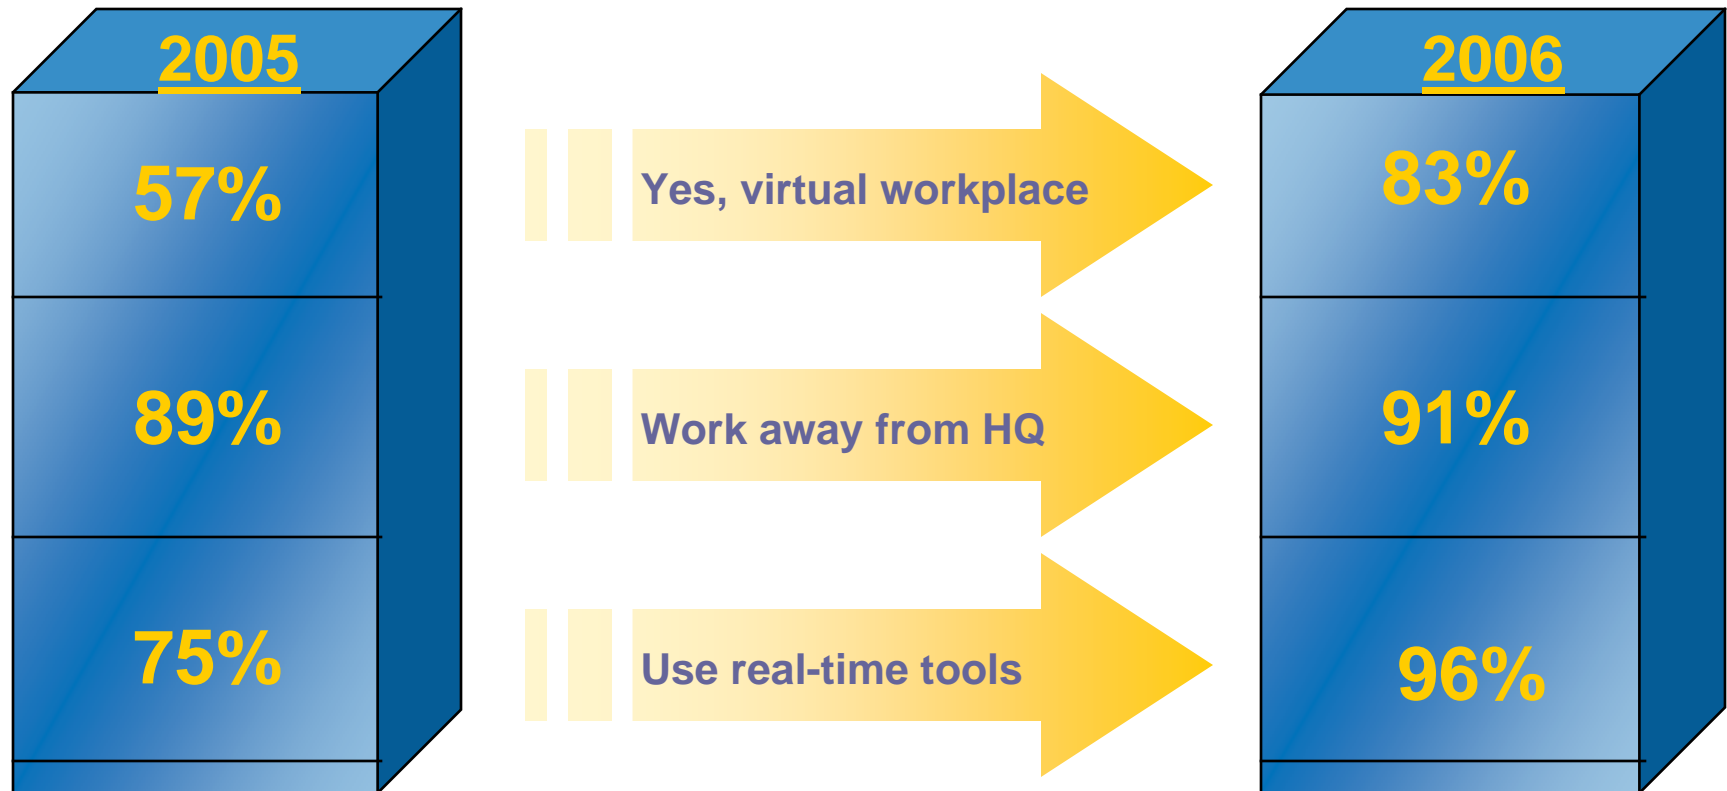 2005
2006
57%
Yes, virtual workplace
83%
89%
Work away from HQ
91%
75%
Use real-time tools
96%